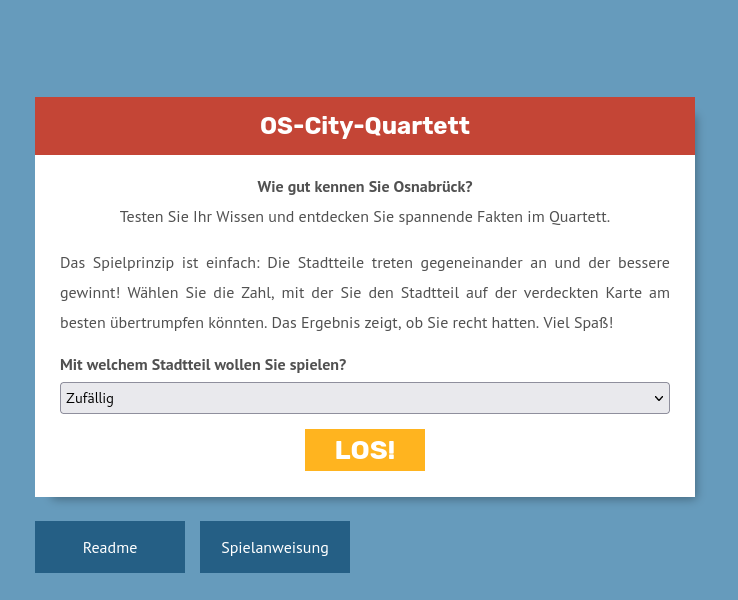 OS-City-Quartett
Wie gut kennen Sie Osnabrück?
Testen Sie Ihr Wissen und entdecken Sie spannende Fakten im Quartett.
Das Spielprinzip ist einfach: Die Stadtteile treten gegeneinander an und der bessere
gewinnt! Wählen Sie die Zahl, mit der Sie den Stadtteil auf der verdeckten Karte am
besten übertrumpfen könnten. Das Ergebnis zeigt, ob Sie recht hatten. Viel Spaß!
Mit welchem Stadtteil wollen Sie spielen?
Zufällig
LOS!
Readme
Spielanweisung